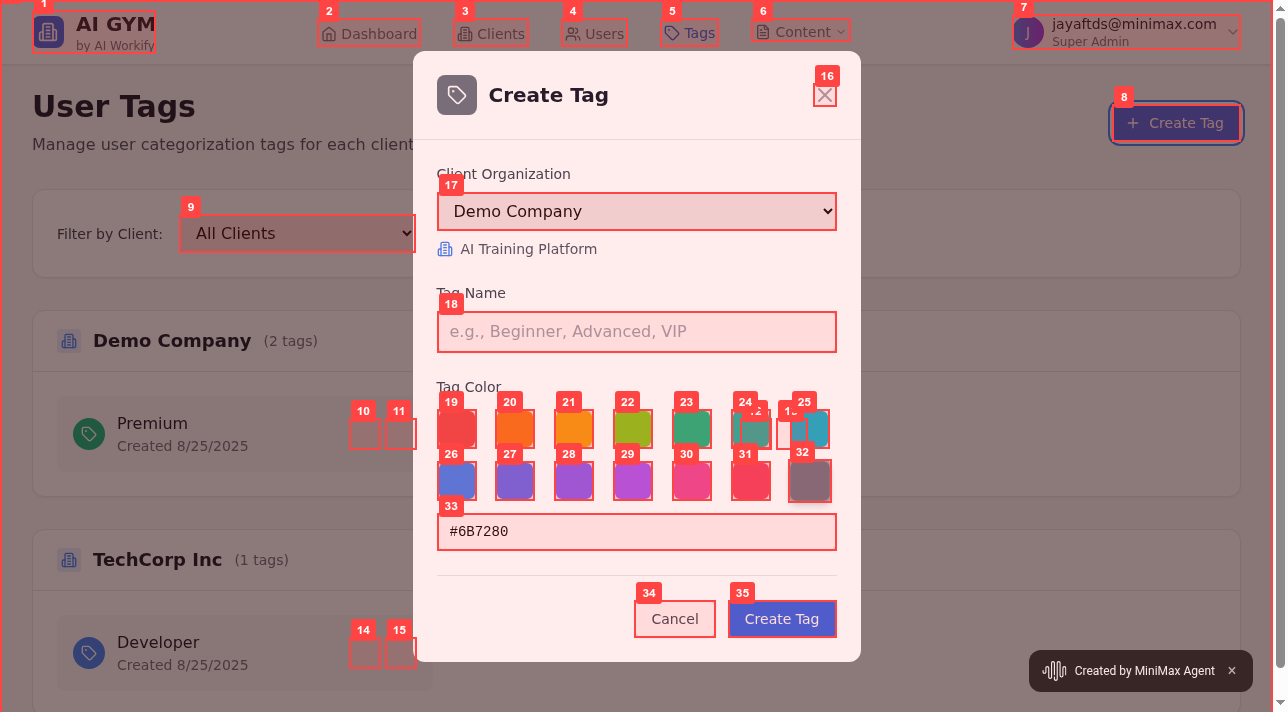 1
2
3
4
5
6
7
AI GYM
by AI Workify
Dashboard
Clients
Users
Tags
Content
J
jayaftds@minimax.com
Super Admin
User Tags
Manage user categorization tags for each client
8
Create Tag
9
Filter by Client:
All Clients
Demo Company (2 tags)
10
11
Premium
Created 8/25/2025
TechCorp Inc (1 tags)
14
15
Developer
Created 8/25/2025
Create Tag
16
Client Organization
17
Demo Company
AI Training Platform
Tag Name
18
e.g., Beginner, Advanced, VIP
Tag Color
19
20
21
22
23
24
25
26
27
28
29
30
31
32
33
#6B7280
34
35
Cancel
Create Tag
Created by MiniMax Agent